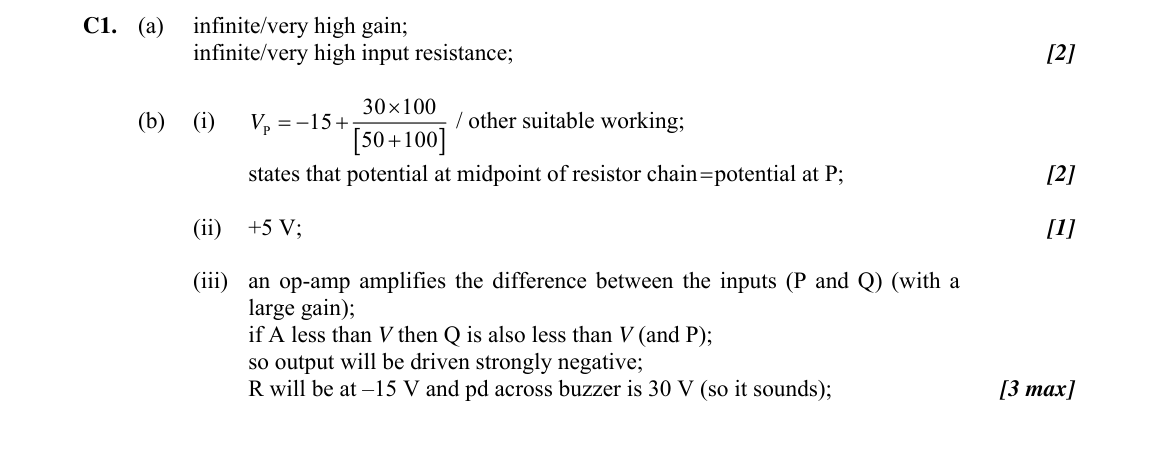 C1. (a) infinite/very high gain;
infinite/very high input resistance; [2]
(b) (i) V_P = −15 + (30×100)/[50+100] / other suitable working;
states that potential at midpoint of resistor chain=potential at P; [2]
(ii) +5 V; [1]
(iii) an op-amp amplifies the difference between the inputs (P and Q) (with a
large gain);
if A less than V then Q is also less than V (and P);
so output will be driven strongly negative;
R will be at –15 V and pd across buzzer is 30 V (so it sounds); [3 max]